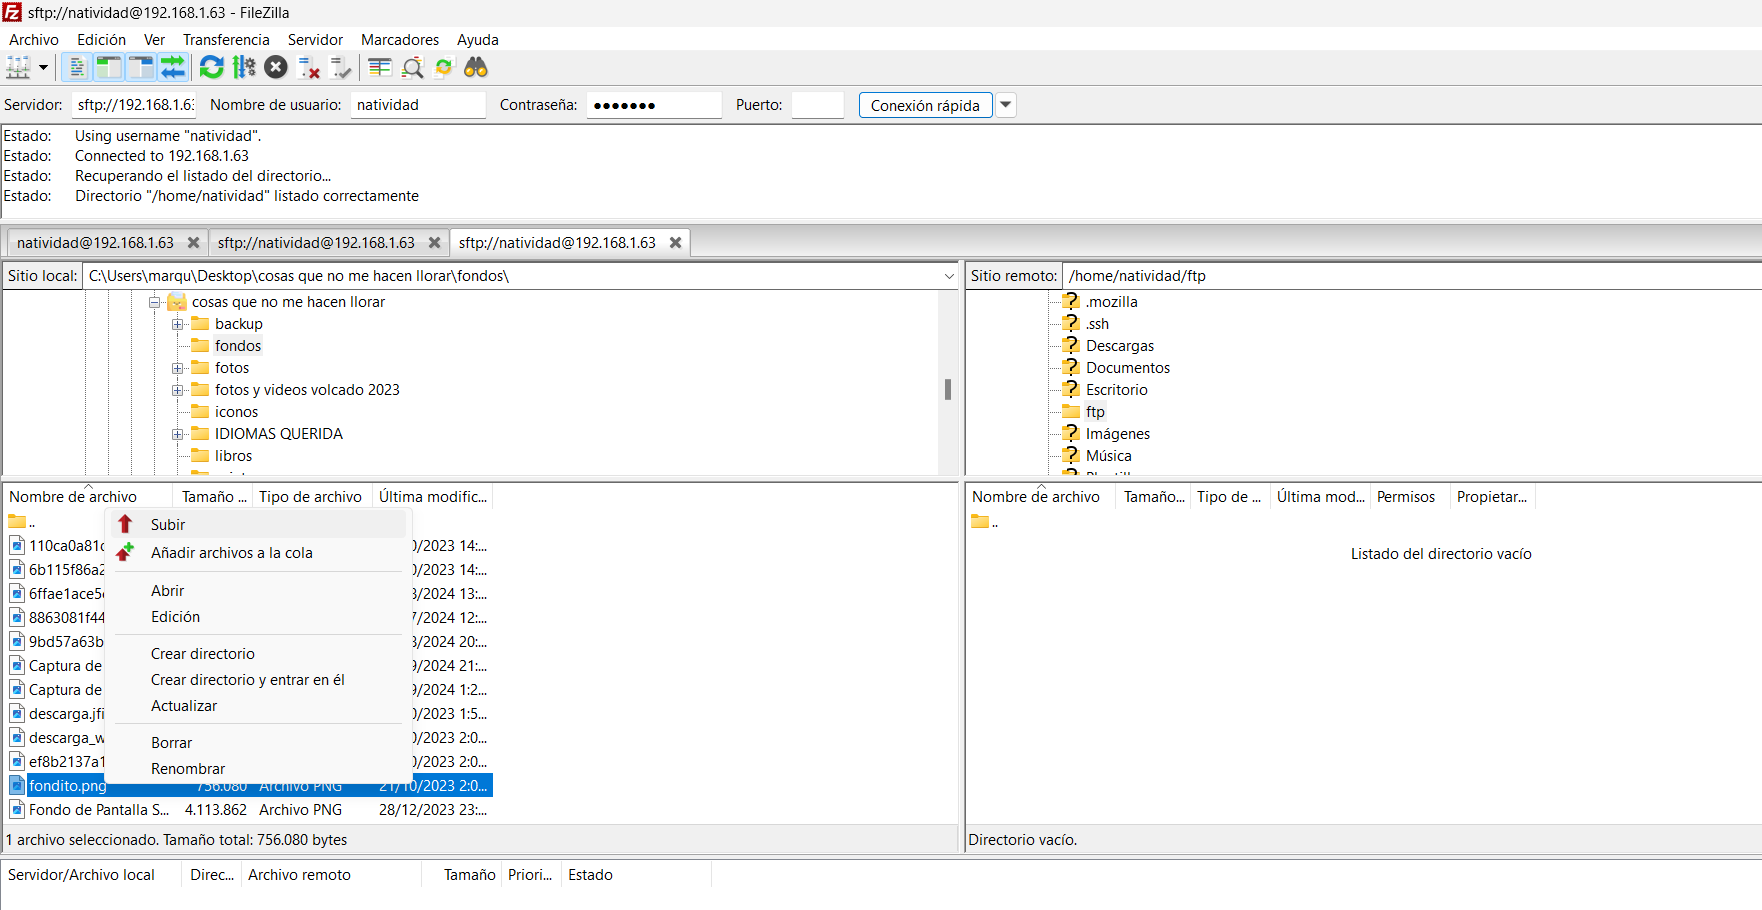 sftp://natividad@192.168.1.63 - FileZilla
Archivo Edición Ver Transferencia Servidor Marcadores Ayuda
Servidor: sftp://192.168.1.6 Nombre de usuario: natividad Contraseña: ●●●●●●● Puerto: Conexión rápida
Estado: Using username "natividad".
Estado: Connected to 192.168.1.63
Estado: Recuperando el listado del directorio...
Estado: Directorio "/home/natividad" listado correctamente
natividad@192.168.1.63 sftp://natividad@192.168.1.63 sftp://natividad@192.168.1.63
Sitio local: C:\Users\marqu\Desktop\cosas que no me hacen llorar\fondos\
cosas que no me hacen llorar
backup
fondos
fotos
fotos y videos volcado 2023
iconos
IDIOMAS QUERIDA
libros
Sitio remoto: /home/natividad/ftp
.mozilla
.ssh
Descargas
Documentos
Escritorio
ftp
Imágenes
Música
Nombre de archivo Tamaño ... Tipo de archivo Última modific...
..
110ca0a81 0/2023 14:...
6b115f86a2 0/2023 14:...
6ffae1ace5 /2024 13:...
8863081f44 7/2024 12:...
9bd57a63b /2024 20:...
Captura de 9/2024 21:...
Captura de 9/2024 1:2...
descarga.jfi 0/2023 1:5...
descarga_w 0/2023 2:0...
ef8b2137a1 0/2023 2:0...
fondito.png 756.080 Archivo PNG 21/10/2023 2:0...
Fondo de Pantalla S... 4.113.862 Archivo PNG 28/12/2023 23:...
Subir
Añadir archivos a la cola
Abrir
Edición
Crear directorio
Crear directorio y entrar en él
Actualizar
Borrar
Renombrar
1 archivo seleccionado. Tamaño total: 756.080 bytes
Nombre de archivo Tamaño... Tipo de ... Última mod... Permisos Propietar...
..
Listado del directorio vacío
Directorio vacío.
Servidor/Archivo local Direc... Archivo remoto Tamaño Priori... Estado